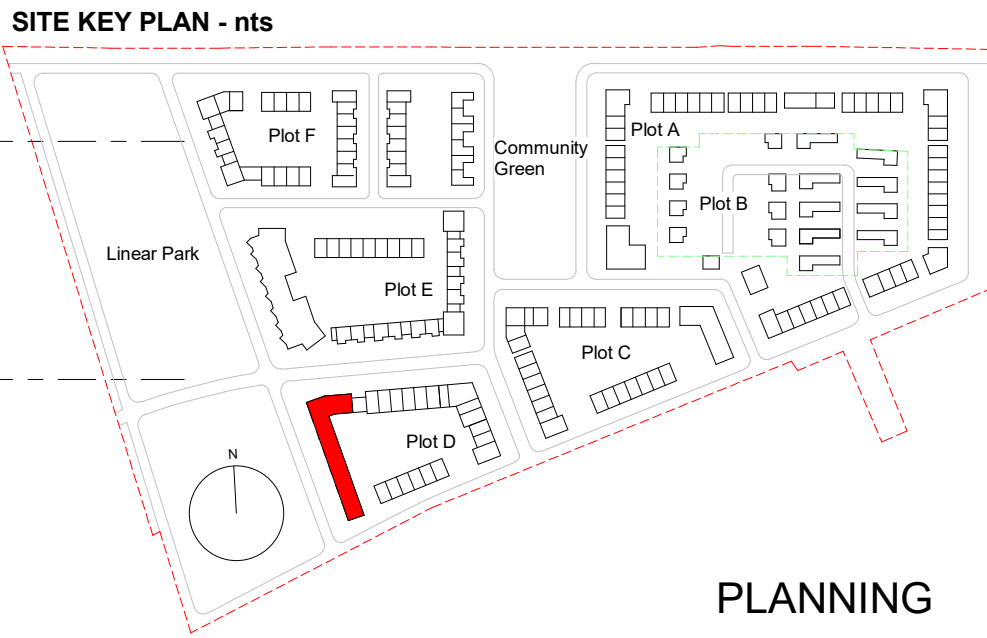 SITE KEY PLAN - nts
Plot F
Community
Green
Plot A
Plot B
Linear Park
Plot E
Plot C
Plot D
N
PLANNING